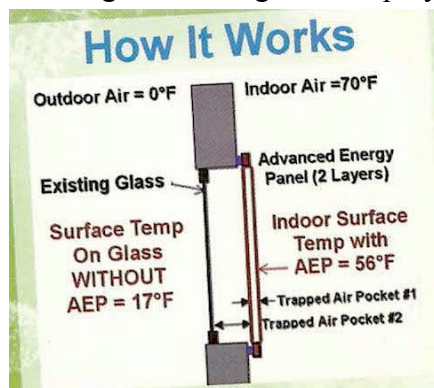 How It Works
Outdoor Air = 0°F
Indoor Air =70°F
Advanced Energy
Panel (2 Layers)
Existing Glass
Surface Temp
On Glass
WITHOUT
AEP = 17°F
Indoor Surface
Temp with
AEP = 56°F
Trapped Air Pocket #1
Trapped Air Pocket #2